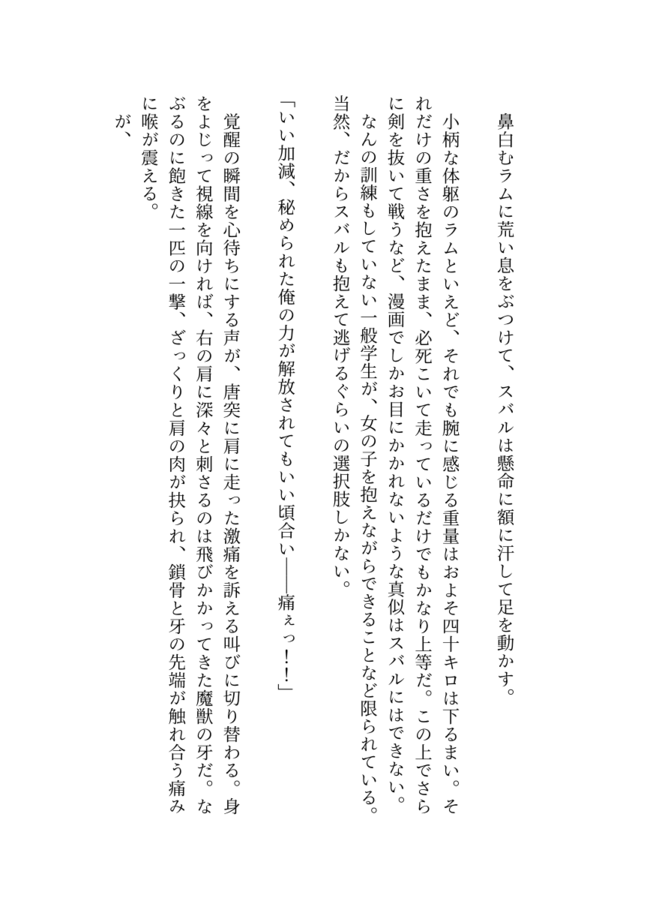 鼻白むラムに荒い息をぶつけて、スバルは懸命に額に汗して足を動かす。
小柄な体躯のラムといえど、それでも腕に感じる重量はおよそ四十キロは下るまい。そ
れだけの重さを抱えたまま、必死こいて走っているだけでもかなり上等だ。この上でさら
に剣を抜いて戦うなど、漫画でしかお目にかかれないような真似はスバルにはできない。
なんの訓練もしていない一般学生が、女の子を抱えながらできることなど限られている。
当然、だからスバルも抱えて逃げるぐらいの選択肢しかない。
「いい加減、秘められた俺の力が解放されてもいい頃合い――痛ぇっ！！」
覚醒の瞬間を心待ちにする声が、唐突に肩に走った激痛を訴える叫びに切り替わる。身
をよじって視線を向ければ、右の肩に深々と刺さるのは飛びかかってきた魔獣の牙だ。な
ぶるのに飽きた一匹の一撃、ざっくりと肩の肉が抉られ、鎖骨と牙の先端が触れ合う痛み
に喉が震える。
が、